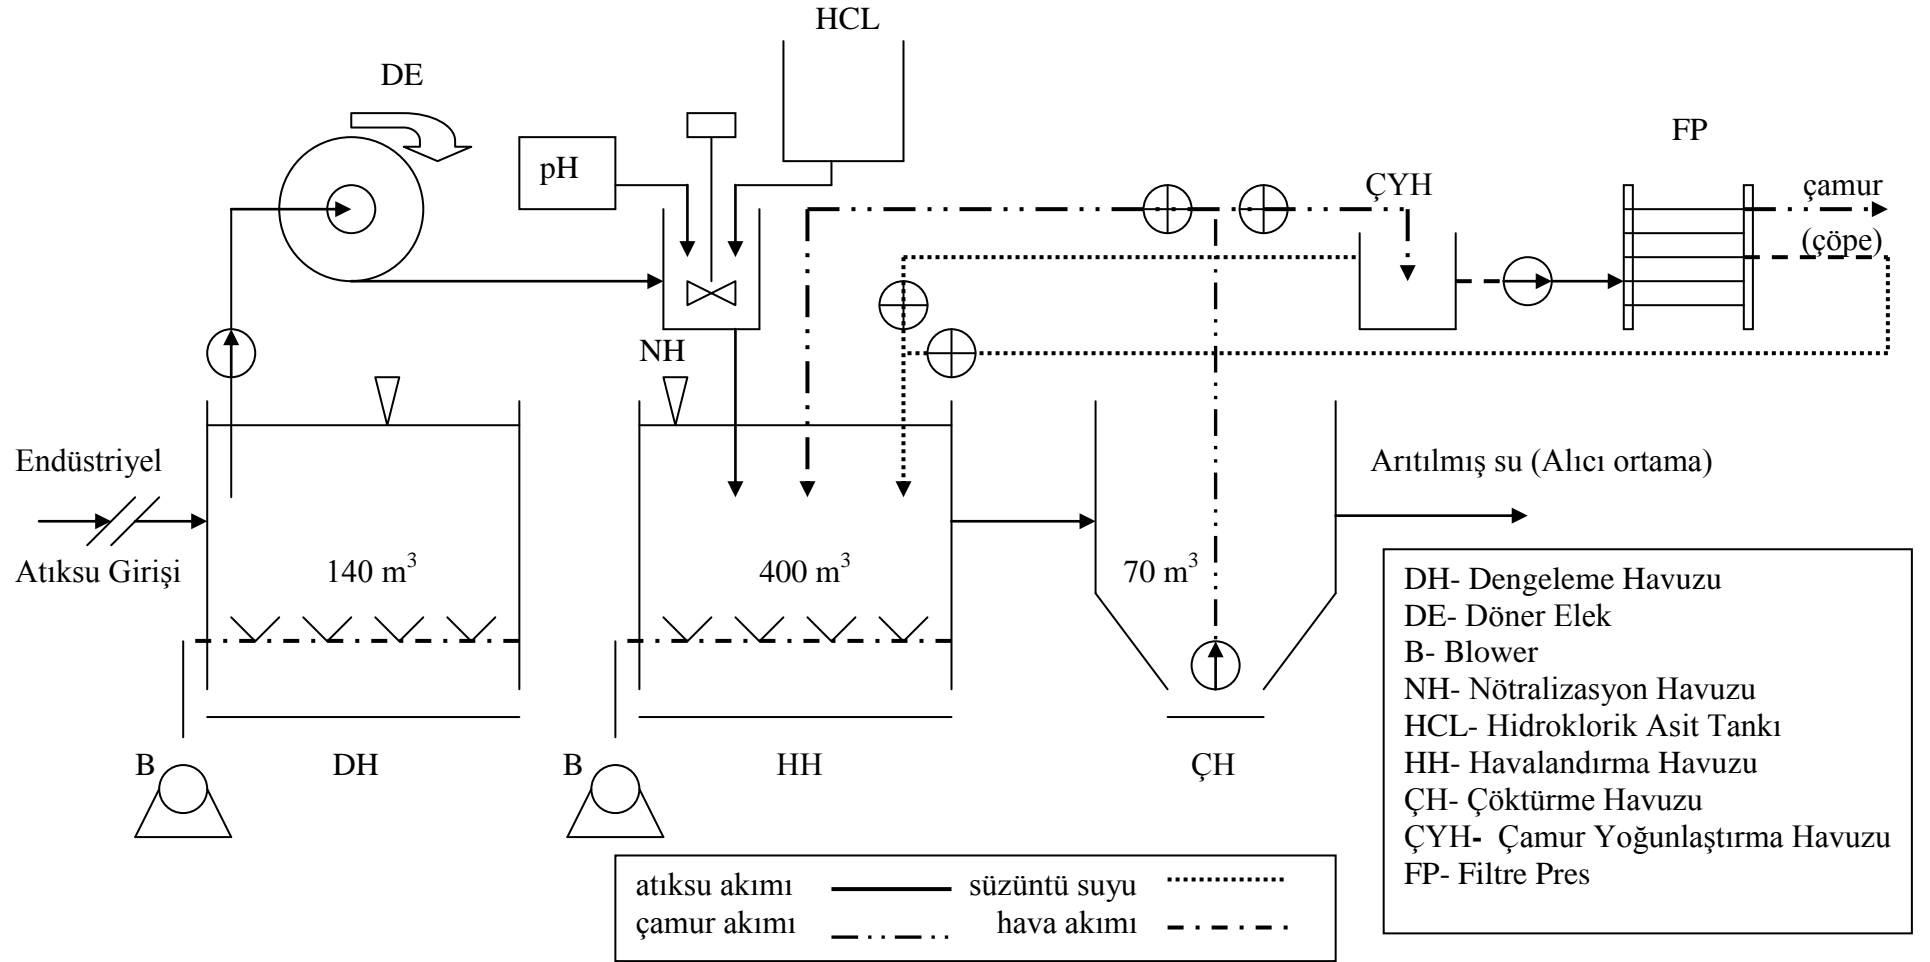 HCL
DE
FP
pH
ÇYH
çamur
(çöpe)
NH
Endüstriyel
Atıksu Girişi
140 m³
400 m³
70 m³
Arıtılmış su (Alıcı ortama)
B
DH
B
HH
ÇH
DH- Dengeleme Havuzu
DE- Döner Elek
B- Blower
NH- Nötralizasyon Havuzu
HCL- Hidroklorik Asit Tankı
HH- Havalandırma Havuzu
ÇH- Çöktürme Havuzu
ÇYH- Çamur Yoğunlaştırma Havuzu
FP- Filtre Pres
atıksu akımı süzüntü suyu
çamur akımı hava akımı